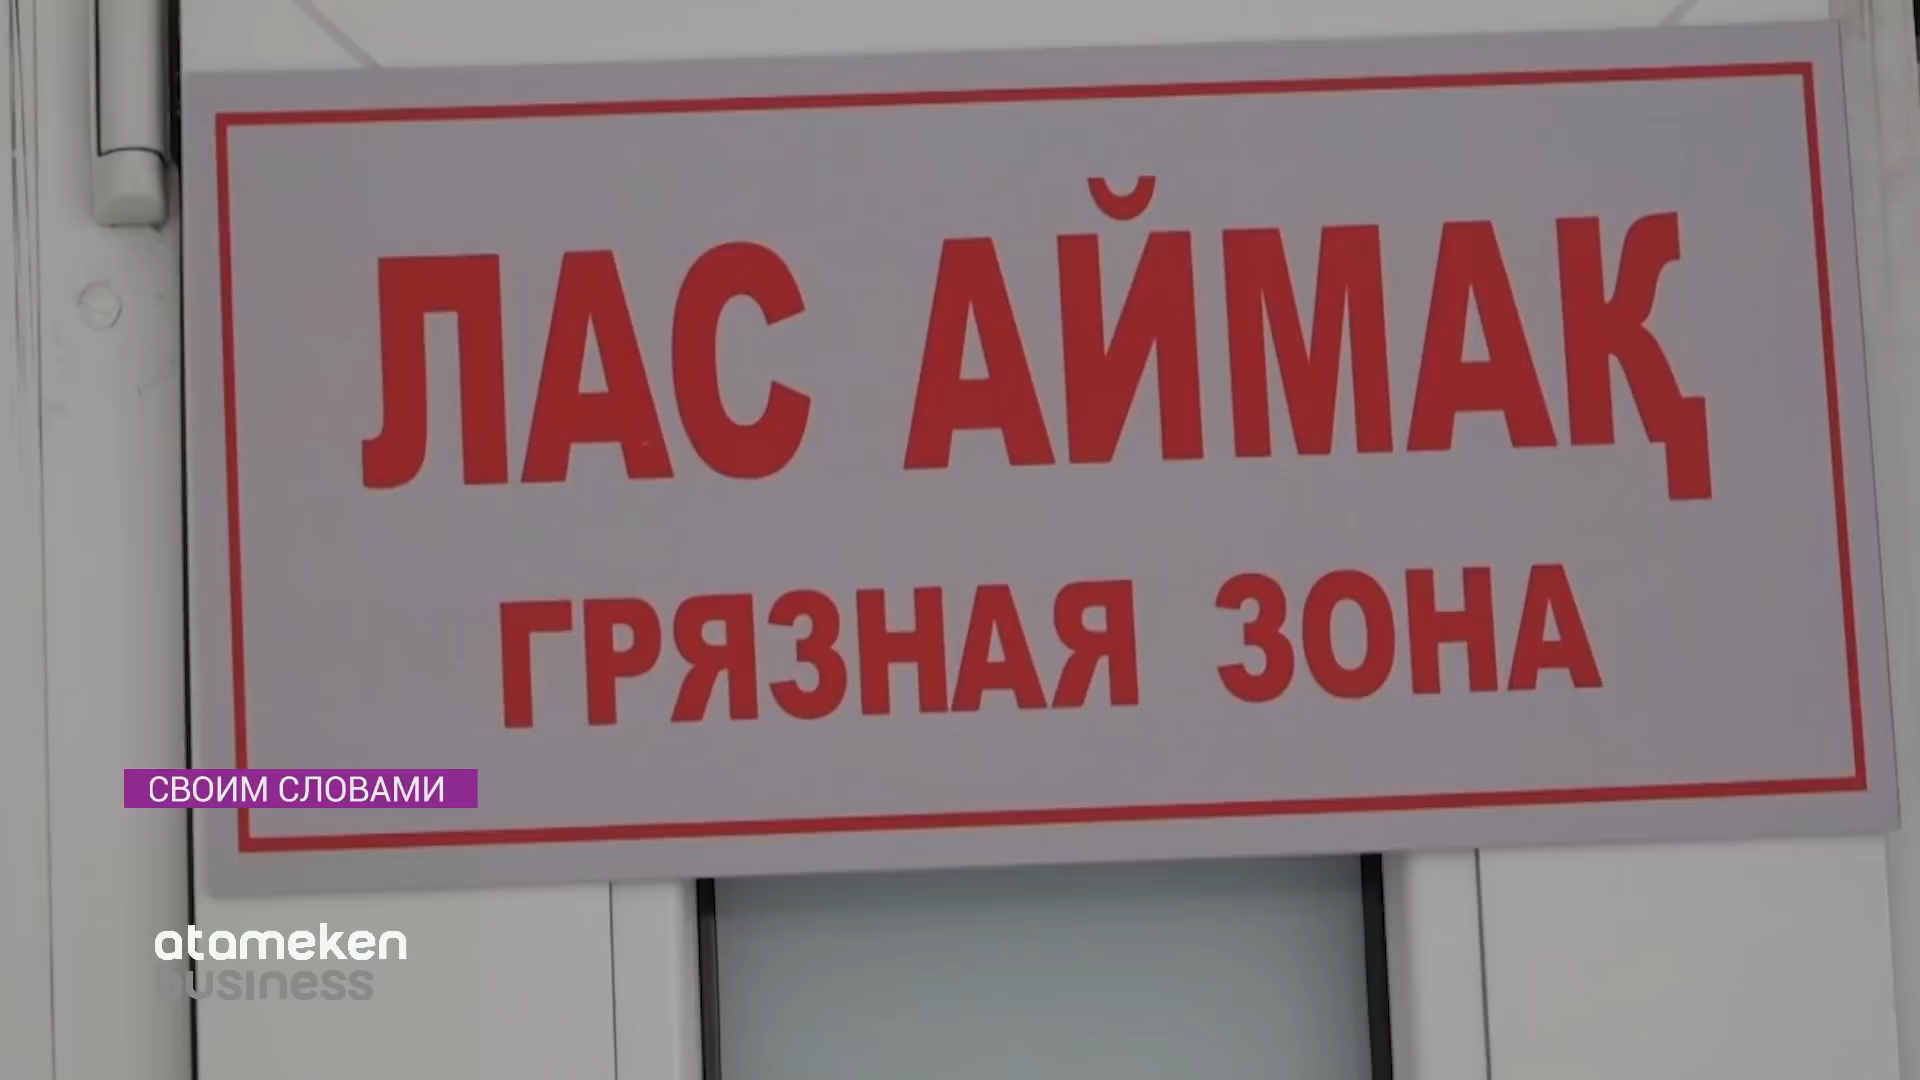 ЛАС АЙМАҚ
ГРЯЗНАЯ ЗОНА
СВОИМ СЛОВАМИ
atameken
business